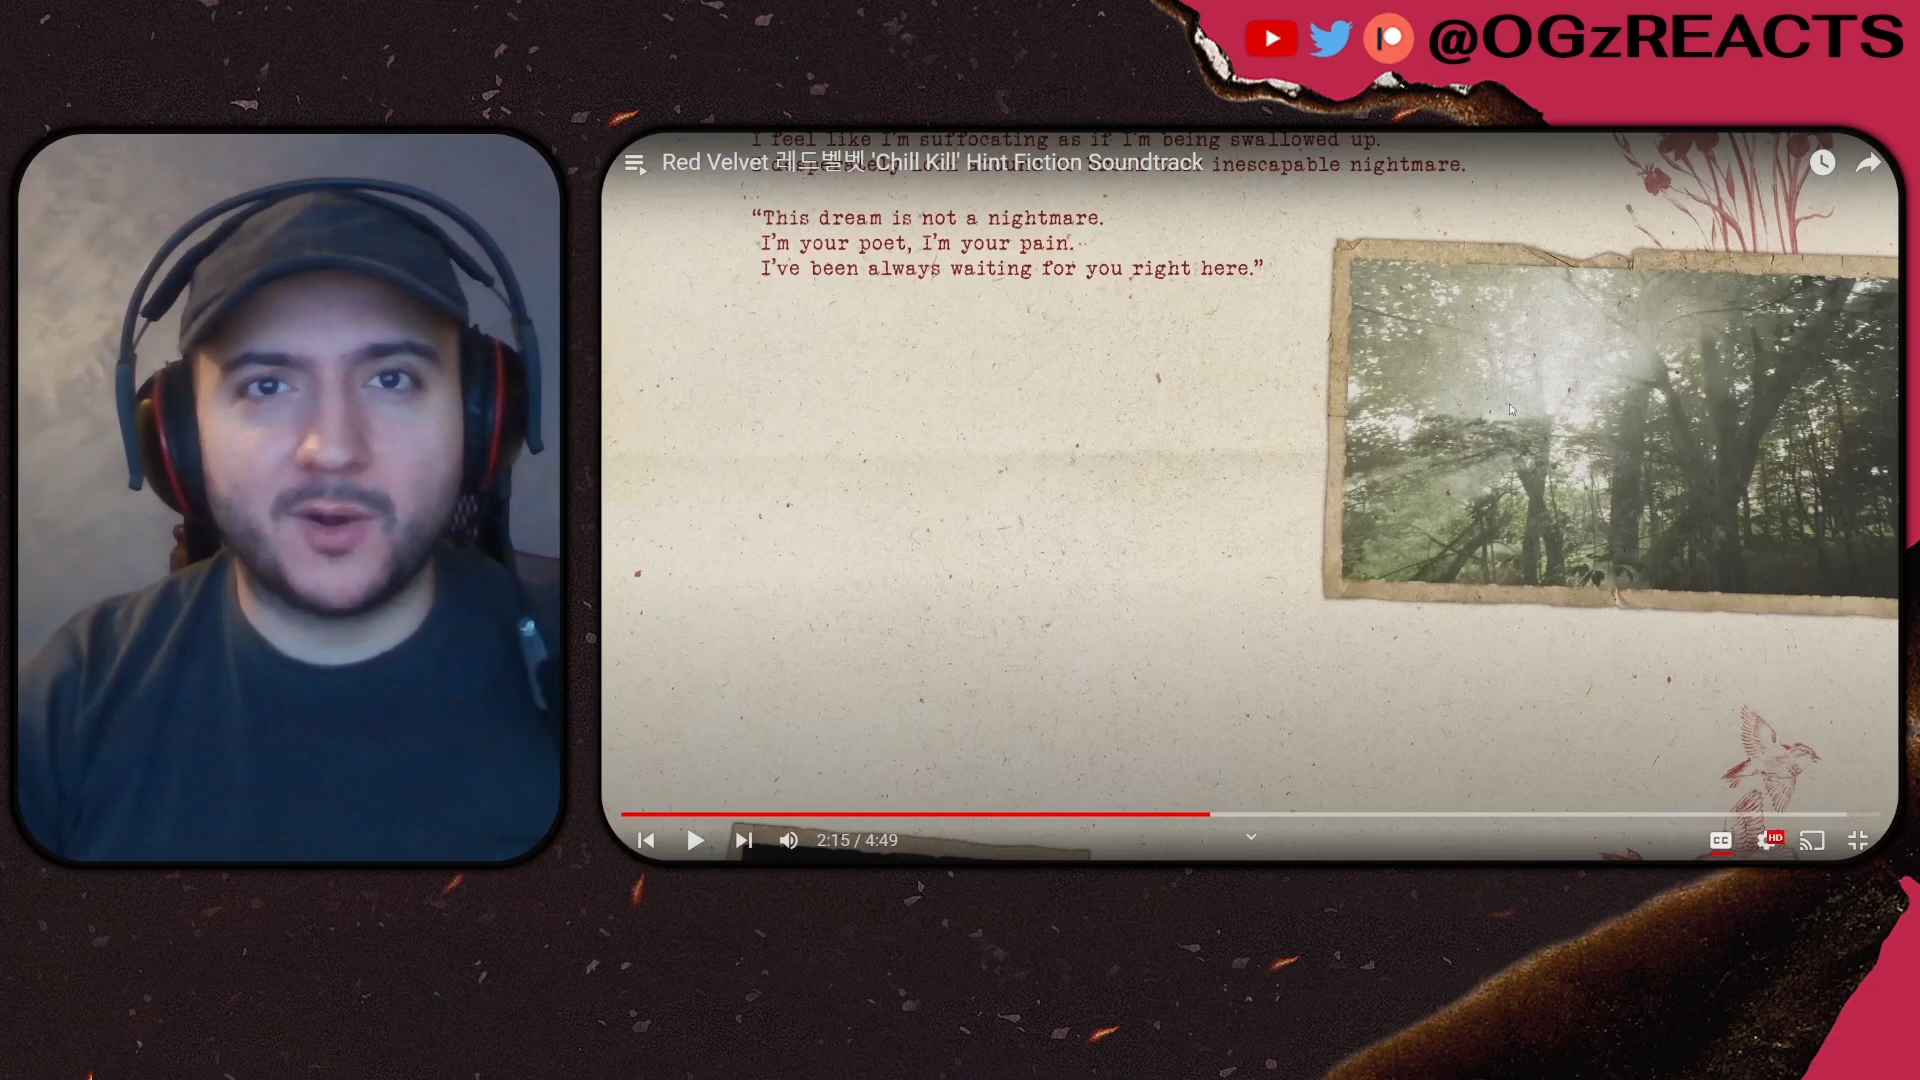 @OGzREACTS
I feel like I'm suffocating as if I'm being swallowed up.
Red Velvet 레드벨벳 'Chill Kill' Hint Fiction Soundtrack
inescapable nightmare.
“This dream is not a nightmare.
I'm your poet, I'm your pain.
I've been always waiting for you right here.”
2:15 / 4:49
CC
HD